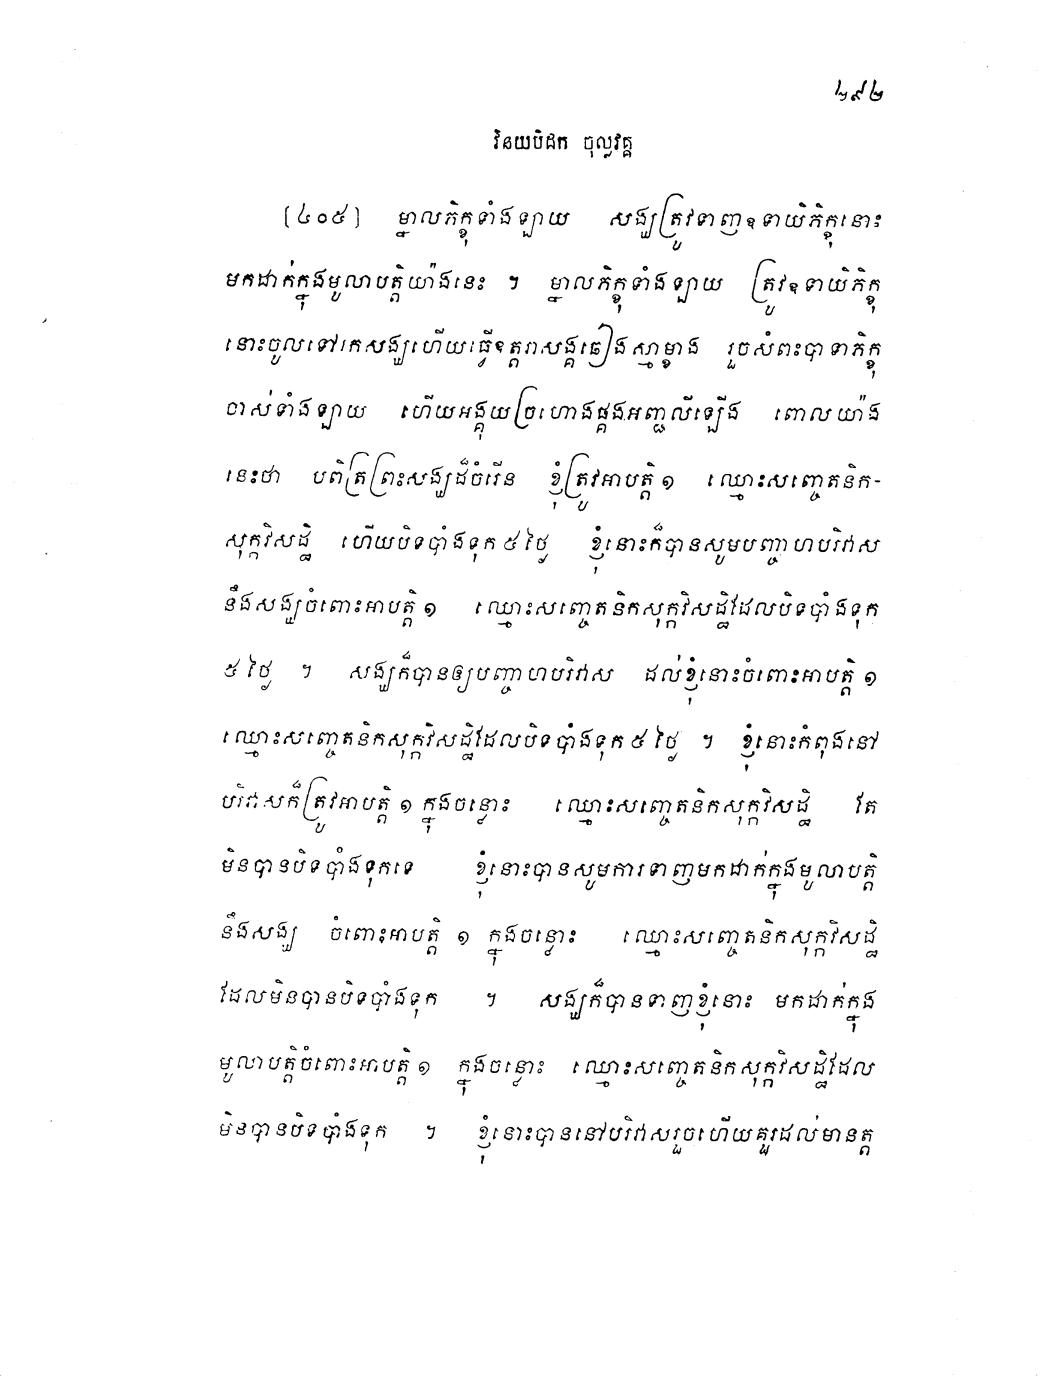 ២៩២
វិនយបិដក ចុល្លវគ្គ
[៤០៥] ម្នាលភិក្ខុទាំងឡាយ សង្ឃត្រូវទាញឧទាយិភិក្ខុនោះ
មកដាក់ក្នុងមូលាបត្តិយ៉ាងនេះ ។ ម្នាលភិក្ខុទាំងឡាយ ត្រូវឧទាយិភិក្ខុ
នោះចូលទៅរកសង្ឃហើយធ្វើឧត្តរាសង្គឆៀងស្មាម្ខាង រួចសំពះបាទាភិក្ខុ
ចាស់ទាំងឡាយ ហើយអង្គុយច្រហោងផ្គងអញ្ជលីឡើង ពោលយ៉ាង
នេះថា បពិត្រព្រះសង្ឃដ៏ចំរើន ខ្ញុំត្រូវអាបត្តិ ១ ឈ្មោះសញ្ចេតនិក-
សុក្កវិសដ្ឋិ ហើយបិទបាំងទុក ៥ ថ្ងៃ ខ្ញុំនោះក៏បានសូមបញ្ចាហបរិវាស
នឹងសង្ឃចំពោះអាបត្តិ ១ ឈ្មោះសញ្ចេតនិកសុក្កវិសដ្ឋិដែលបិទបាំងទុក
៥ ថ្ងៃ ។ សង្ឃក៏បានឲ្យបញ្ចាហបរិវាស ដល់ខ្ញុំនោះចំពោះអាបត្តិ ១
ឈ្មោះសញ្ចេតនិកសុក្កវិសដ្ឋិដែលបិទបាំងទុក ៥ ថ្ងៃ ។ ខ្ញុំនោះកំពុងនៅ
បរិវាសក៏ត្រូវអាបត្តិ ១ ក្នុងចន្លោះ ឈ្មោះសញ្ចេតនិកសុក្កវិសដ្ឋិ តែ
មិនបានបិទបាំងទុកទេ ខ្ញុំនោះបានសូមការទាញមកដាក់ក្នុងមូលាបត្តិ
នឹងសង្ឃ ចំពោះអាបត្តិ ១ ក្នុងចន្លោះ ឈ្មោះសញ្ចេតនិកសុក្កវិសដ្ឋិ
ដែលមិនបានបិទបាំងទុក ។ សង្ឃក៏បានទាញខ្ញុំនោះ មកដាក់ក្នុង
មូលាបត្តិចំពោះអាបត្តិ ១ ក្នុងចន្លោះ ឈ្មោះសញ្ចេតនិកសុក្កវិសដ្ឋិដែល
មិនបានបិទបាំងទុក ។ ខ្ញុំនោះបាននៅបរិវាសរួចហើយគួរដល់មានត្ត